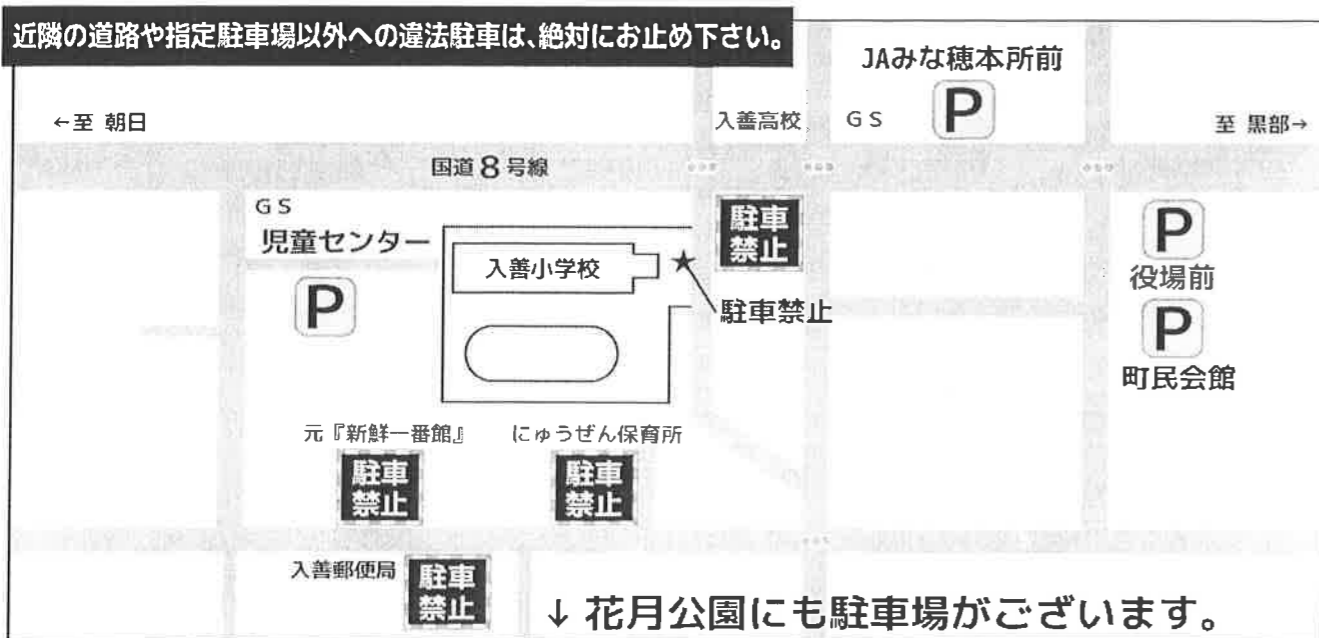 近隣の道路や指定駐車場以外への違法駐車は、絶対にお止め下さい。
JAみな穂本所前
P
←至 朝日
入善高校
GS
至 黒部→
国道8号線
GS
児童センター
P
入善小学校
★
駐車
禁止
駐車禁止
P
役場前
P
町民会館
元『新鮮一番館』
駐車
禁止
にゅうぜん保育所
駐車
禁止
入善郵便局
駐車
禁止
↓花月公園にも駐車場がございます。